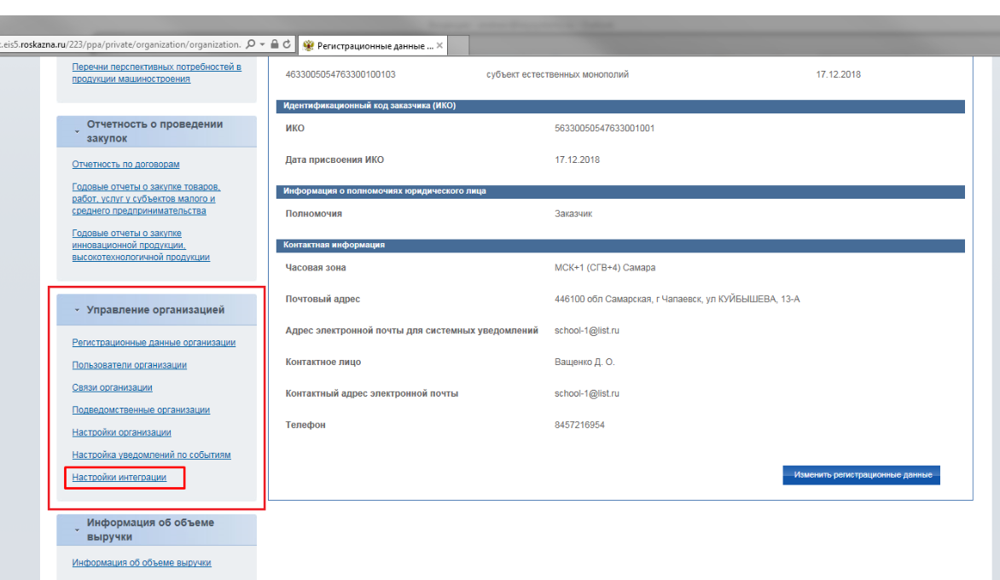 :.eis5.roskazna.ru/223/ppa/private/organization/organization.
Регистрационные данные ...
Перечни перспективных потребностей в
продукции машиностроения
Отчетность о проведении
закупок
Отчетность по договорам
Годовые отчеты о закупке товаров,
работ, услуг у субъектов малого и
среднего предпринимательства
Годовые отчеты о закупке
инновационной продукции,
высокотехнологичной продукции
Управление организацией
Регистрационные данные организации
Пользователи организации
Связи организации
Подведомственные организации
Настройки организации
Настройка уведомлений по событиям
Настройки интеграции
Информация об объеме
выручки
Информация об объеме выручки
4633005054763300100103 субъект естественных монополий 17.12.2018
Идентификационный код заказчика (ИКО)
ИКО 56330050547633001001
Дата присвоения ИКО 17.12.2018
Информация о полномочиях юридического лица
Полномочия Заказчик
Контактная информация
Часовая зона МСК+1 (СГВ+4) Самара
Почтовый адрес 446100 обл Самарская, г Чапаевск, ул КУЙБЫШЕВА, 13-А
Адрес электронной почты для системных уведомлений school-1@list.ru
Контактное лицо Ващенко Д. О.
Контактный адрес электронной почты school-1@list.ru
Телефон 8457216954
Изменить регистрационные данные